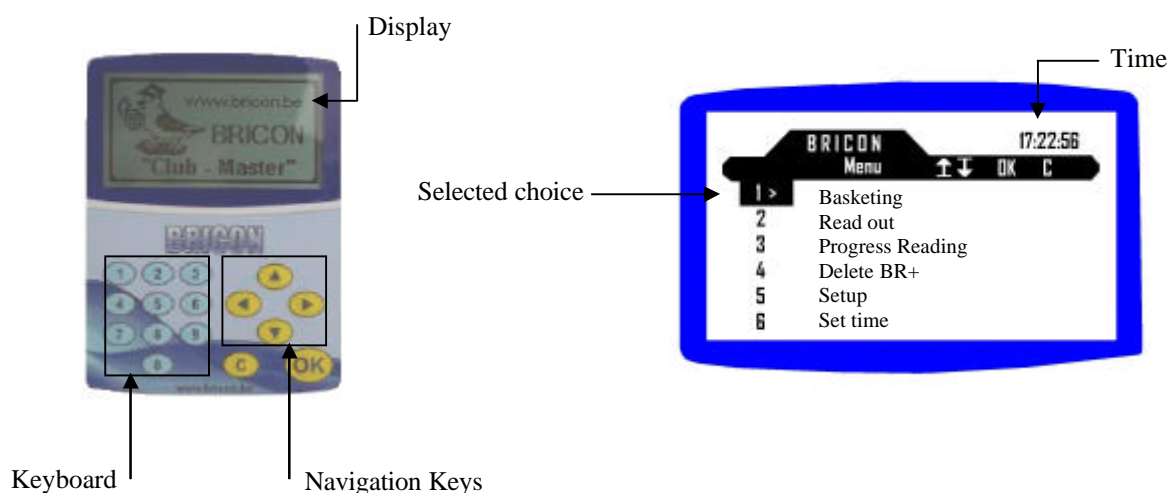 Display
www.bricon.be
BRICON
"Club - Master"
BRICON
1 2 3
4 5 6
7 8 9
0
C OK
www.bricon.be
Keyboard
Navigation Keys
Time
BRICON 17:22:56
Menu OK C
Selected choice
1 > Basketing
2 Read out
3 Progress Reading
4 Delete BR+
5 Setup
6 Set time